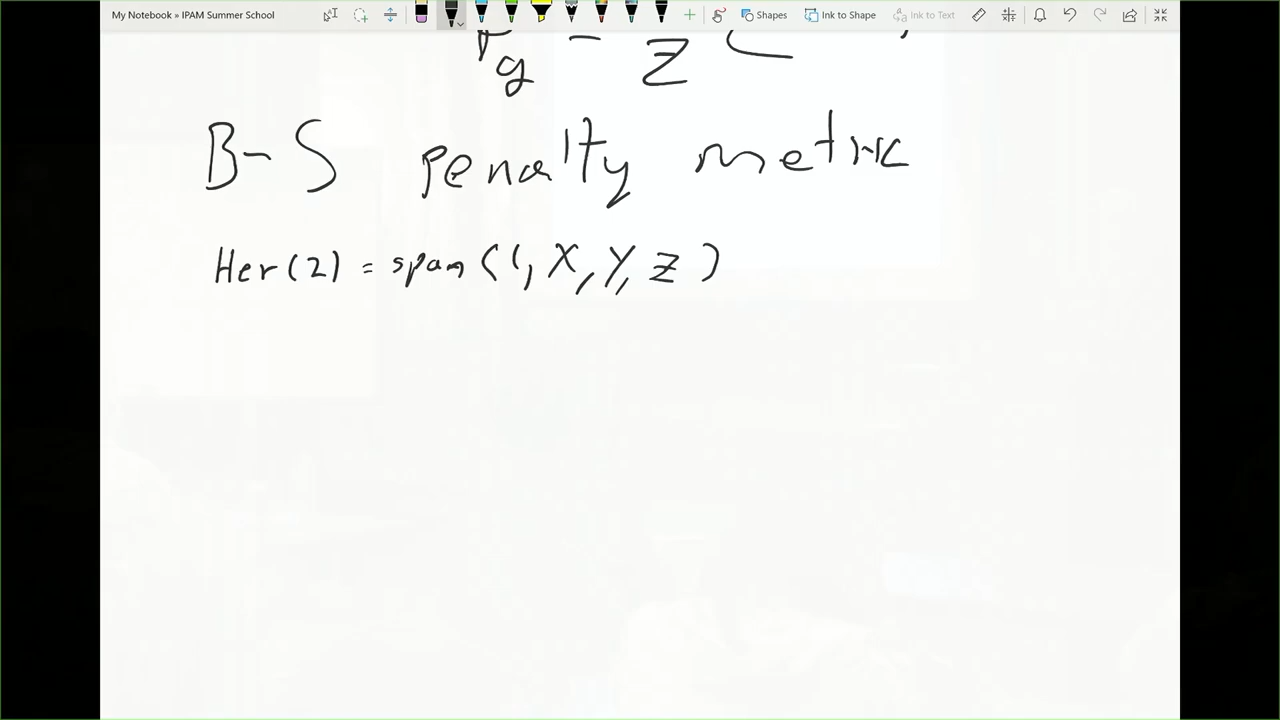 My Notebook » IPAM Summer School
Shapes
Ink to Shape
Ink to Text
g = Z
B-S penalty metric
Her(2) = span(1, X, Y, Z)